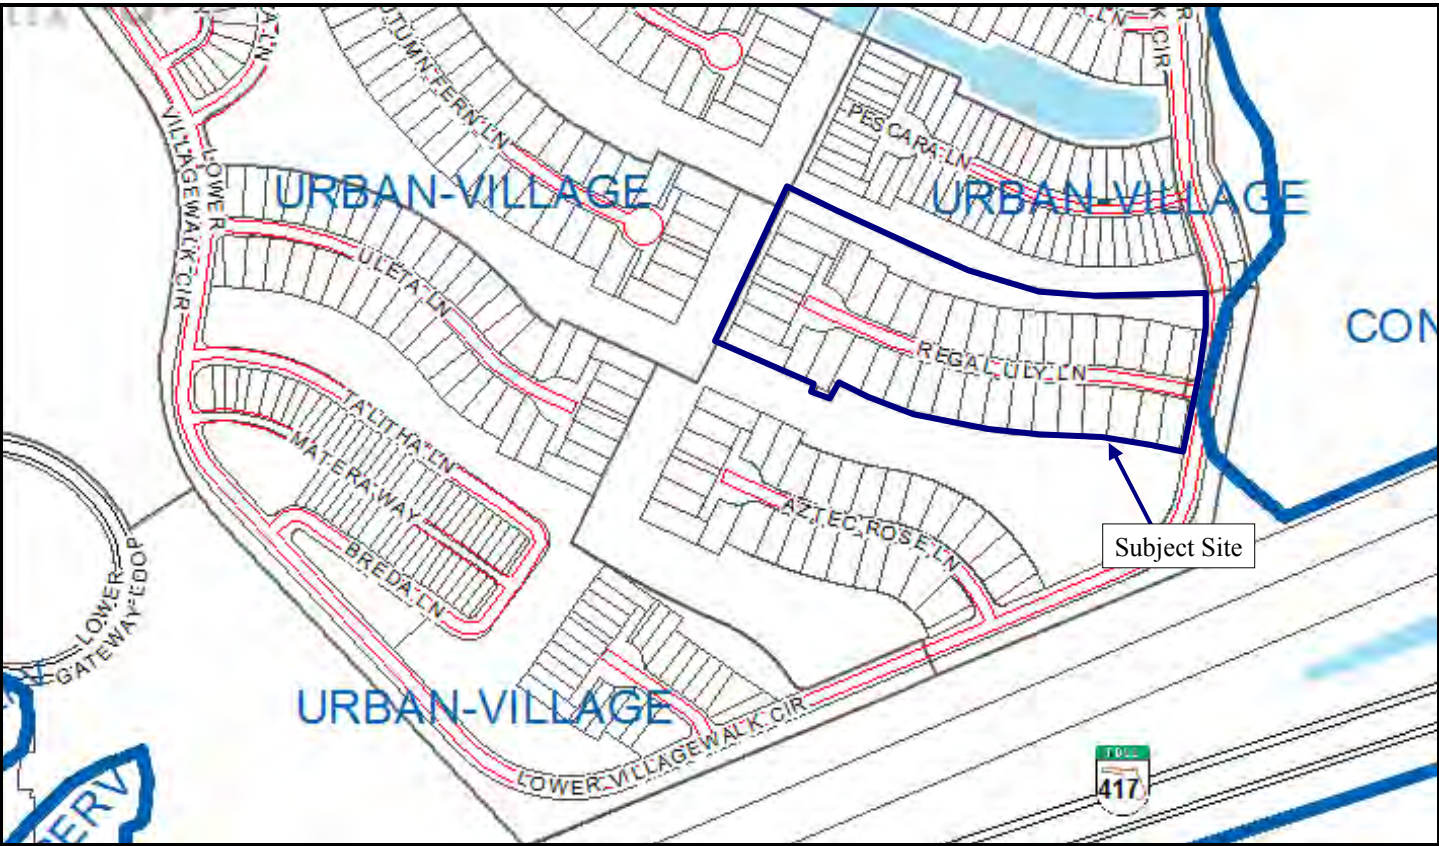 AUTUMN FERN LN
PESCARA LN
URBAN-VILLAGE
URBAN-VILLAGE
LOWER
VILLAGEWALK CIR
ULETA LN
CON
REGAL LILY LN
TALITHA LN
MATERA WAY
BREDA LN
AZTEC ROSE LN
Subject Site
LOWER
GATEWAY LOOP
URBAN-VILLAGE
LOWER VILLAGEWALK CIR
TOLL
417
ERV